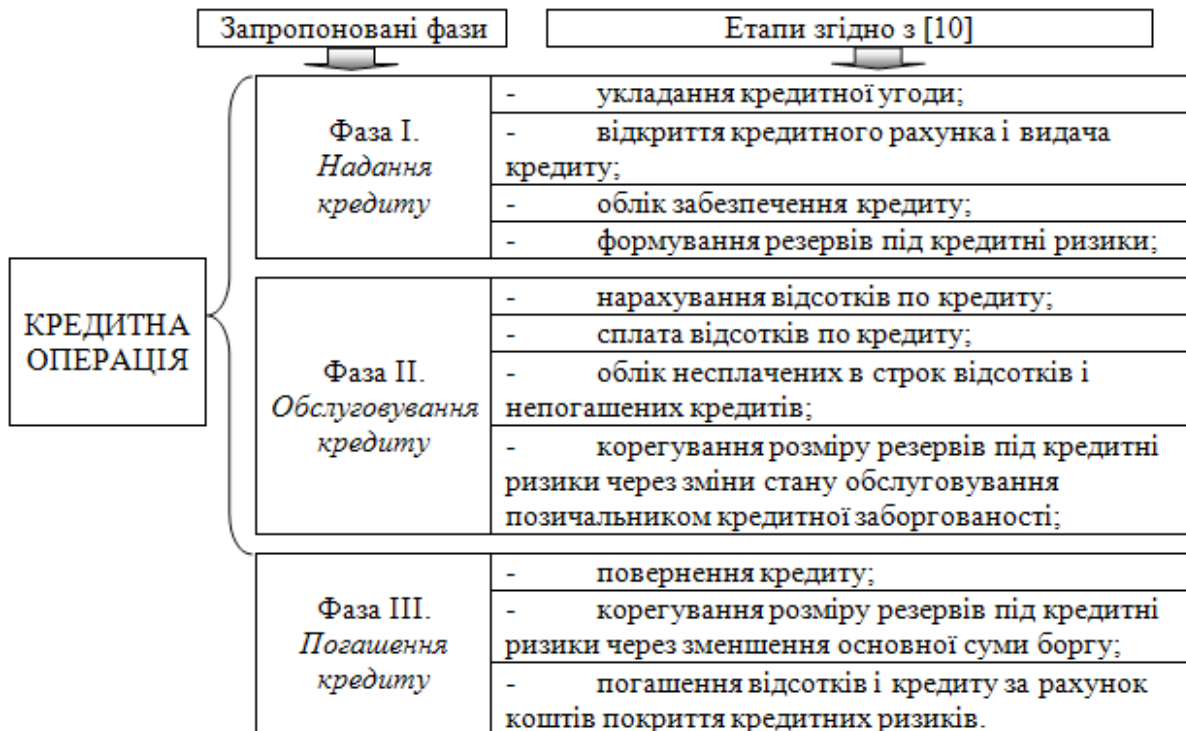 Запропоновані фази
Етапи згідно з [10]
КРЕДИТНА
ОПЕРАЦІЯ
Фаза I.
Надання
кредиту
- укладання кредитної угоди;
- відкриття кредитного рахунка і видача
кредиту;
- облік забезпечення кредиту;
- формування резервів під кредитні ризики;
Фаза II.
Обслуговування
кредиту
- нарахування відсотків по кредиту;
- сплата відсотків по кредиту;
- облік несплачених в строк відсотків і
непогашених кредитів;
- корегування розміру резервів під кредитні
ризики через зміни стану обслуговування
позичальником кредитної заборгованості;
Фаза III.
Погашення
кредиту
- повернення кредиту;
- корегування розміру резервів під кредитні
ризики через зменшення основної суми боргу;
- погашення відсотків і кредиту за рахунок
коштів покриття кредитних ризиків.